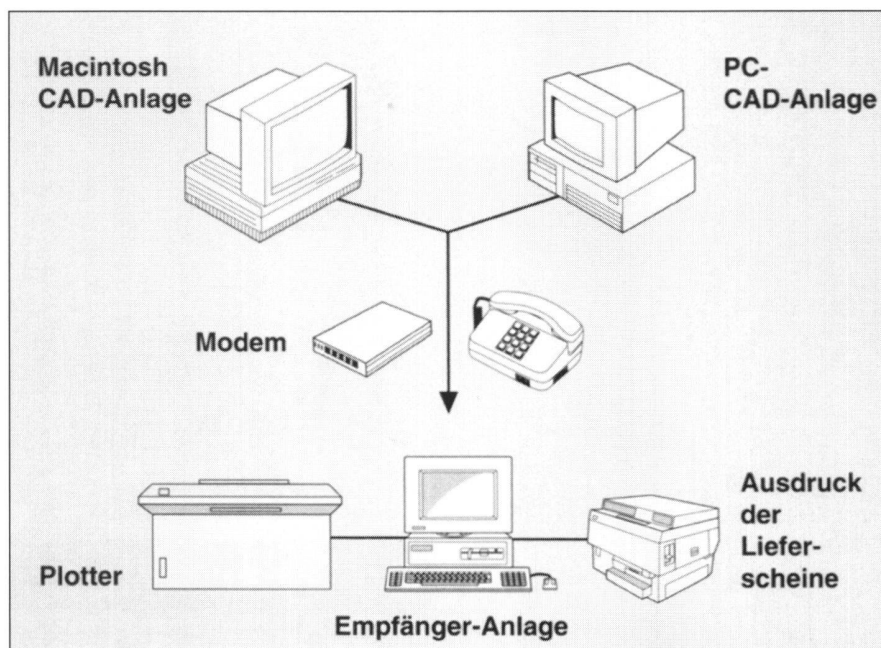 Macintosh
CAD-Anlage
PC-
CAD-Anlage
Modem
Plotter
Empfänger-Anlage
Ausdruck
der
Liefer-
scheine